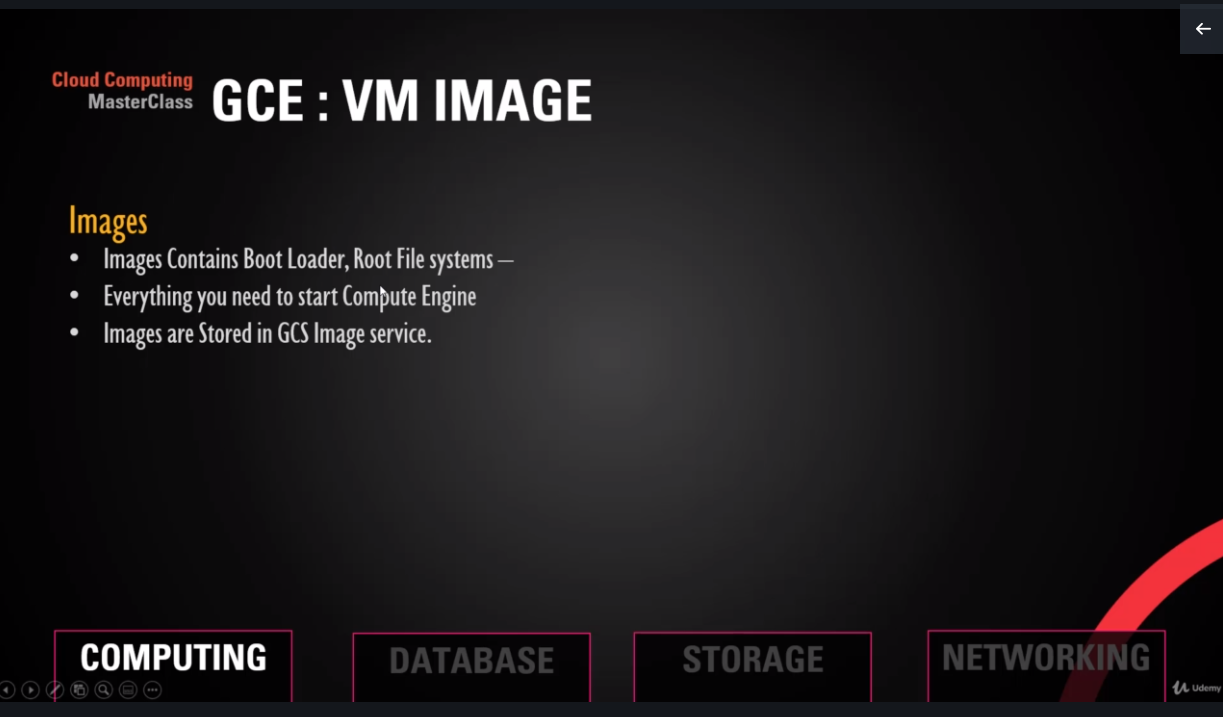 Cloud Computing
MasterClass
GCE : VM IMAGE
Images
• Images Contains Boot Loader, Root File systems –
• Everything you need to start Compute Engine
• Images are Stored in GCS Image service.
COMPUTING
DATABASE
STORAGE
NETWORKING
Udemy